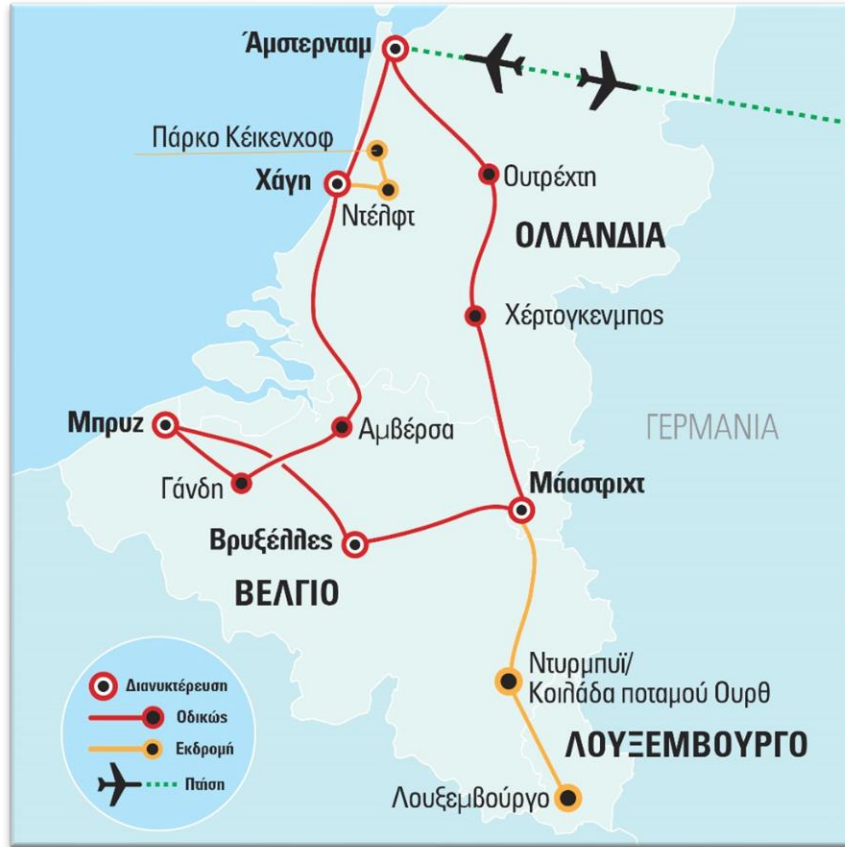 Άμστερνταμ
Πάρκο Κέικενχοφ
Χάγη
Ντέλφτ
Ουτρέχτη
ΟΛΛΑΝΔΙΑ
Χέρτογκενμπος
Μπρυζ
Αμβέρσα
ΓΕΡΜΑΝΙΑ
Γάνδη
Μάαστριχτ
Βρυξέλλες
ΒΕΛΓΙΟ
Ντυρμπυϊ/
Κοιλάδα ποταμού Ουρθ
ΛΟΥΞΕΜΒΟΥΡΓΟ
Λουξεμβούργο
Διανυκτέρευση
Οδικώς
Εκδρομή
Πτήση